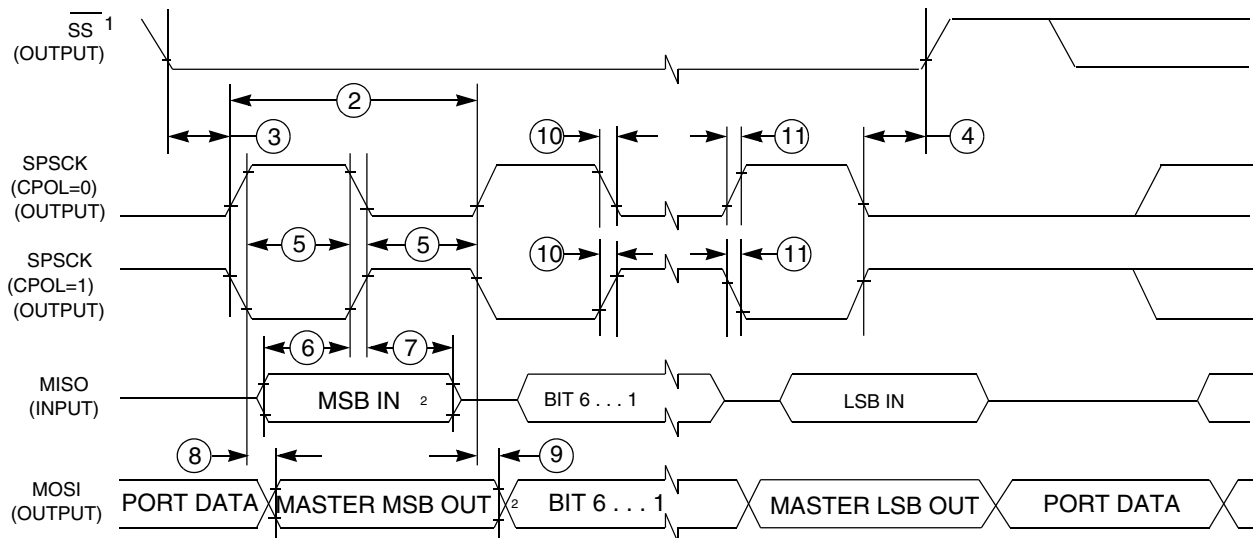 SS 1
(OUTPUT)
2
3
10
11
4
SPSCK
(CPOL=0)
(OUTPUT)
5
5
SPSCK
(CPOL=1)
(OUTPUT)
10
11
6
7
MISO
(INPUT)
MSB IN 2
BIT 6 . . . 1
LSB IN
8
9
MOSI
(OUTPUT)
PORT DATA
MASTER MSB OUT 2
BIT 6 . . . 1
MASTER LSB OUT
PORT DATA